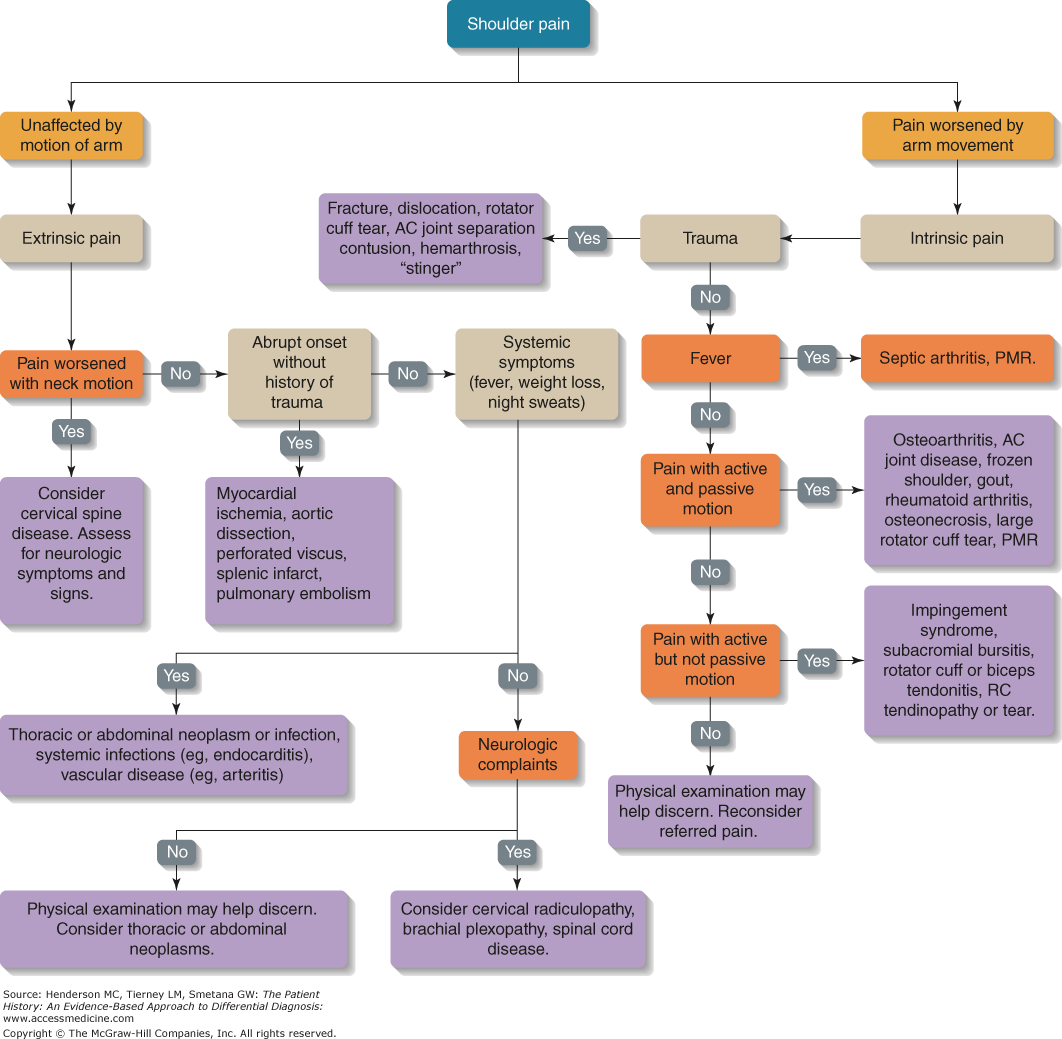 Shoulder pain
Unaffected by
motion of arm
Pain worsened by
arm movement
Extrinsic pain
Fracture, dislocation, rotator
cuff tear, AC joint separation
contusion, hemarthrosis,
“stinger”
Yes
Trauma
Intrinsic pain
No
Pain worsened
with neck motion
No
Abrupt onset
without
history of
trauma
No
Systemic
symptoms
(fever, weight loss,
night sweats)
Fever
Yes
Septic arthritis, PMR.
Yes
Yes
No
Consider
cervical spine
disease. Assess
for neurologic
symptoms and
signs.
Myocardial
ischemia, aortic
dissection,
perforated viscus,
splenic infarct,
pulmonary embolism
Pain with active
and passive
motion
Yes
Osteoarthritis, AC
joint disease, frozen
shoulder, gout,
rheumatoid arthritis,
osteonecrosis, large
rotator cuff tear, PMR
No
Pain with active
but not passive
motion
Yes
Impingement
syndrome,
subacromial bursitis,
rotator cuff or biceps
tendonitis, RC
tendinopathy or tear.
Yes
No
No
Thoracic or abdominal neoplasm or infection,
systemic infections (eg, endocarditis),
vascular disease (eg, arteritis)
Neurologic
complaints
Physical examination may
help discern. Reconsider
referred pain.
No
Yes
Physical examination may help discern.
Consider thoracic or abdominal
neoplasms.
Consider cervical radiculopathy,
brachial plexopathy, spinal cord
disease.
Source: Henderson MC, Tierney LM, Smetana GW: The Patient
History: An Evidence-Based Approach to Differential Diagnosis:
www.accessmedicine.com
Copyright © The McGraw-Hill Companies, Inc. All rights reserved.